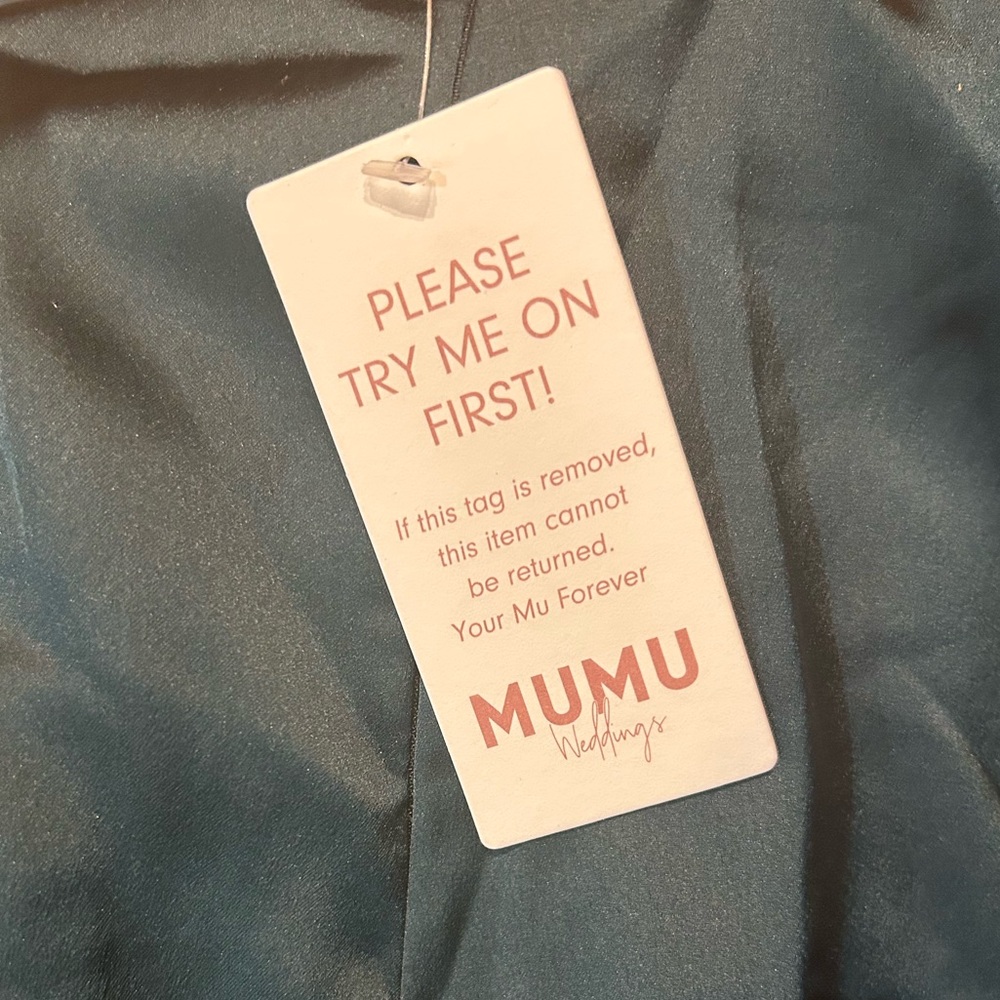 PLEASE
TRY ME ON
FIRST!
If this tag is removed,
this item cannot
be returned.
Your Mu Forever
MUMU
Weddings